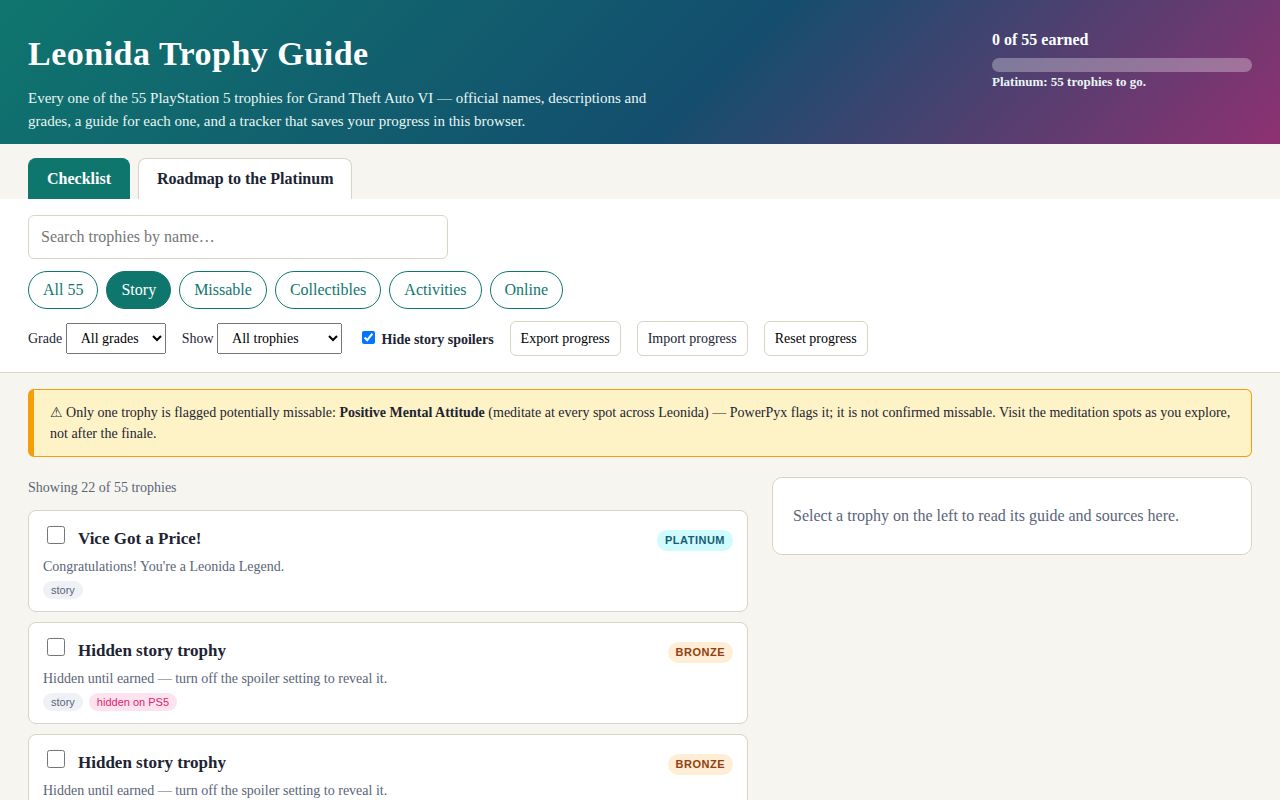 Leonida Trophy Guide
Every one of the 55 PlayStation 5 trophies for Grand Theft Auto VI — official names, descriptions and
grades, a guide for each one, and a tracker that saves your progress in this browser.
0 of 55 earned
Platinum: 55 trophies to go.
Checklist
Roadmap to the Platinum
Search trophies by name…
All 55
Story
Missable
Collectibles
Activities
Online
Grade All grades Show All trophies Hide story spoilers Export progress Import progress Reset progress
⚠ Only one trophy is flagged potentially missable: Positive Mental Attitude (meditate at every spot across Leonida) — PowerPyx flags it; it is not confirmed missable. Visit the meditation spots as you explore,
not after the finale.
Showing 22 of 55 trophies
Vice Got a Price!
PLATINUM
Congratulations! You're a Leonida Legend.
story
Hidden story trophy
BRONZE
Hidden until earned — turn off the spoiler setting to reveal it.
story
hidden on PS5
Hidden story trophy
BRONZE
Hidden until earned — turn off the spoiler setting to reveal it.
Select a trophy on the left to read its guide and sources here.